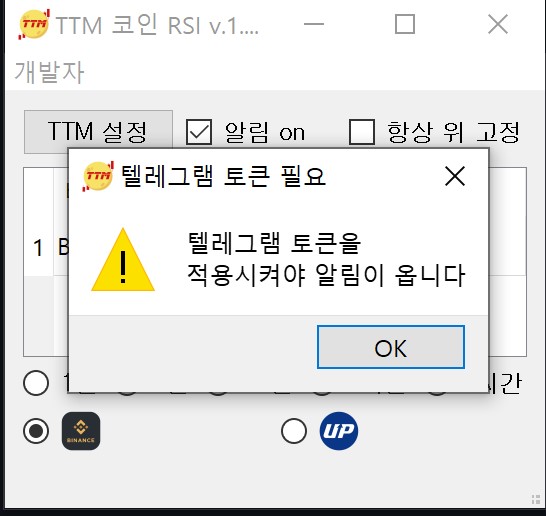 TTM
TTM 코인 RSI v.1....
개발자
TTM 설정
알림 on
항상 위 고정
TTM
텔레그램 토큰 필요
1
B
텔레그램 토큰을
적용시켜야 알림이 옵니다
OK
시간
BINANCE
UP